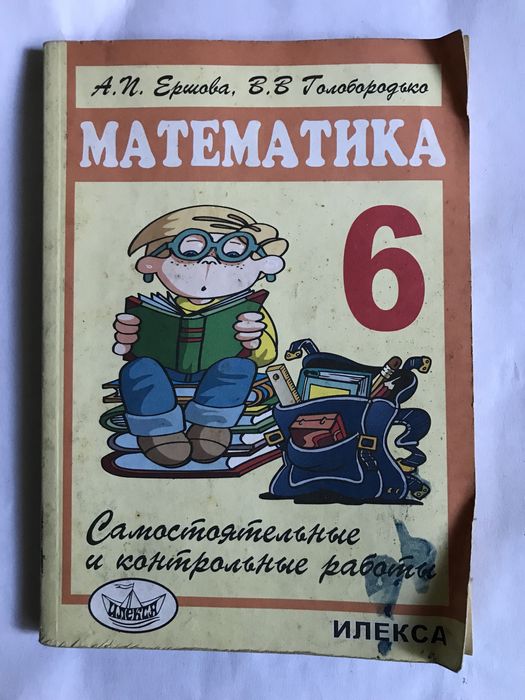 А.П. Ершова, В.В Голобородько
МАТЕМАТИКА
6
Самостоятельные
и контрольные работы
ИЛЕКСА
ИЛЕКСА